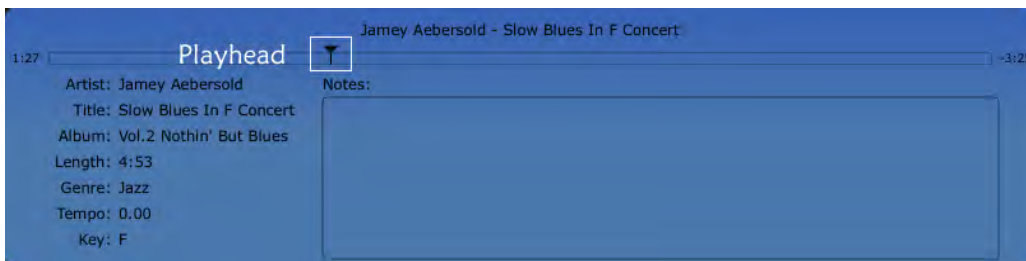 Jamey Aebersold - Slow Blues In F Concert
1:27 Playhead
Artist: Jamey Aebersold
Title: Slow Blues In F Concert
Album: Vol.2 Nothin' But Blues
Length: 4:53
Genre: Jazz
Tempo: 0.00
Key: F
Notes: